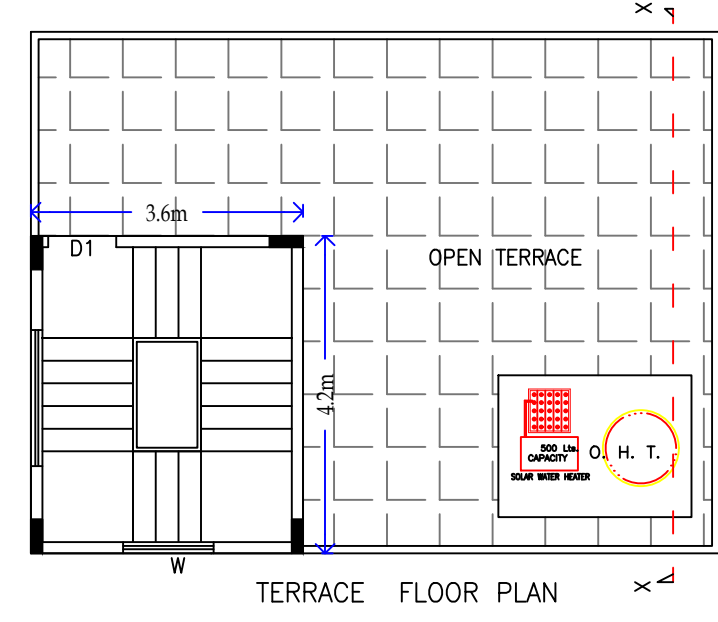 X
3.6m
D1
OPEN TERRACE
4.2m
500 Lts.
CAPACITY
O. H. T.
SOLAR WATER HEATER
W
X
TERRACE FLOOR PLAN